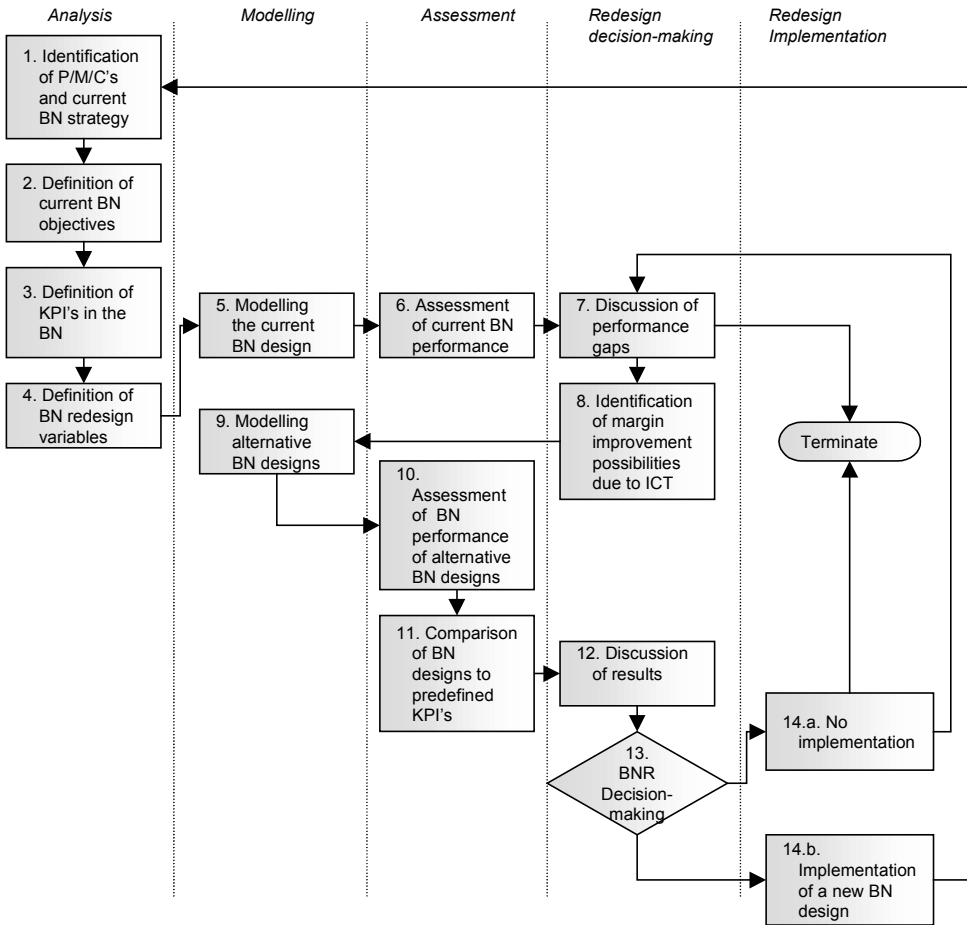 Analysis
Modelling
Assessment
Redesign
decision-making
Redesign
Implementation
1. Identification
of P/M/C's
and current
BN strategy
2. Definition of
current BN
objectives
3. Definition of
KPI's in the
BN
4. Definition of
BN redesign
variables
5. Modelling
the current
BN design
6. Assessment
of current BN
performance
7. Discussion of
performance
gaps
8. Identification
of margin
improvement
possibilities
due to ICT
Terminate
9. Modelling
alternative
BN designs
10.
Assessment
of BN
performance
of alternative
BN designs
11. Comparison
of BN
designs to
predefined
KPI's
12. Discussion
of results
13.
BNR
Decision-
making
14.a. No
implementation
14.b.
Implementation
of a new BN
design